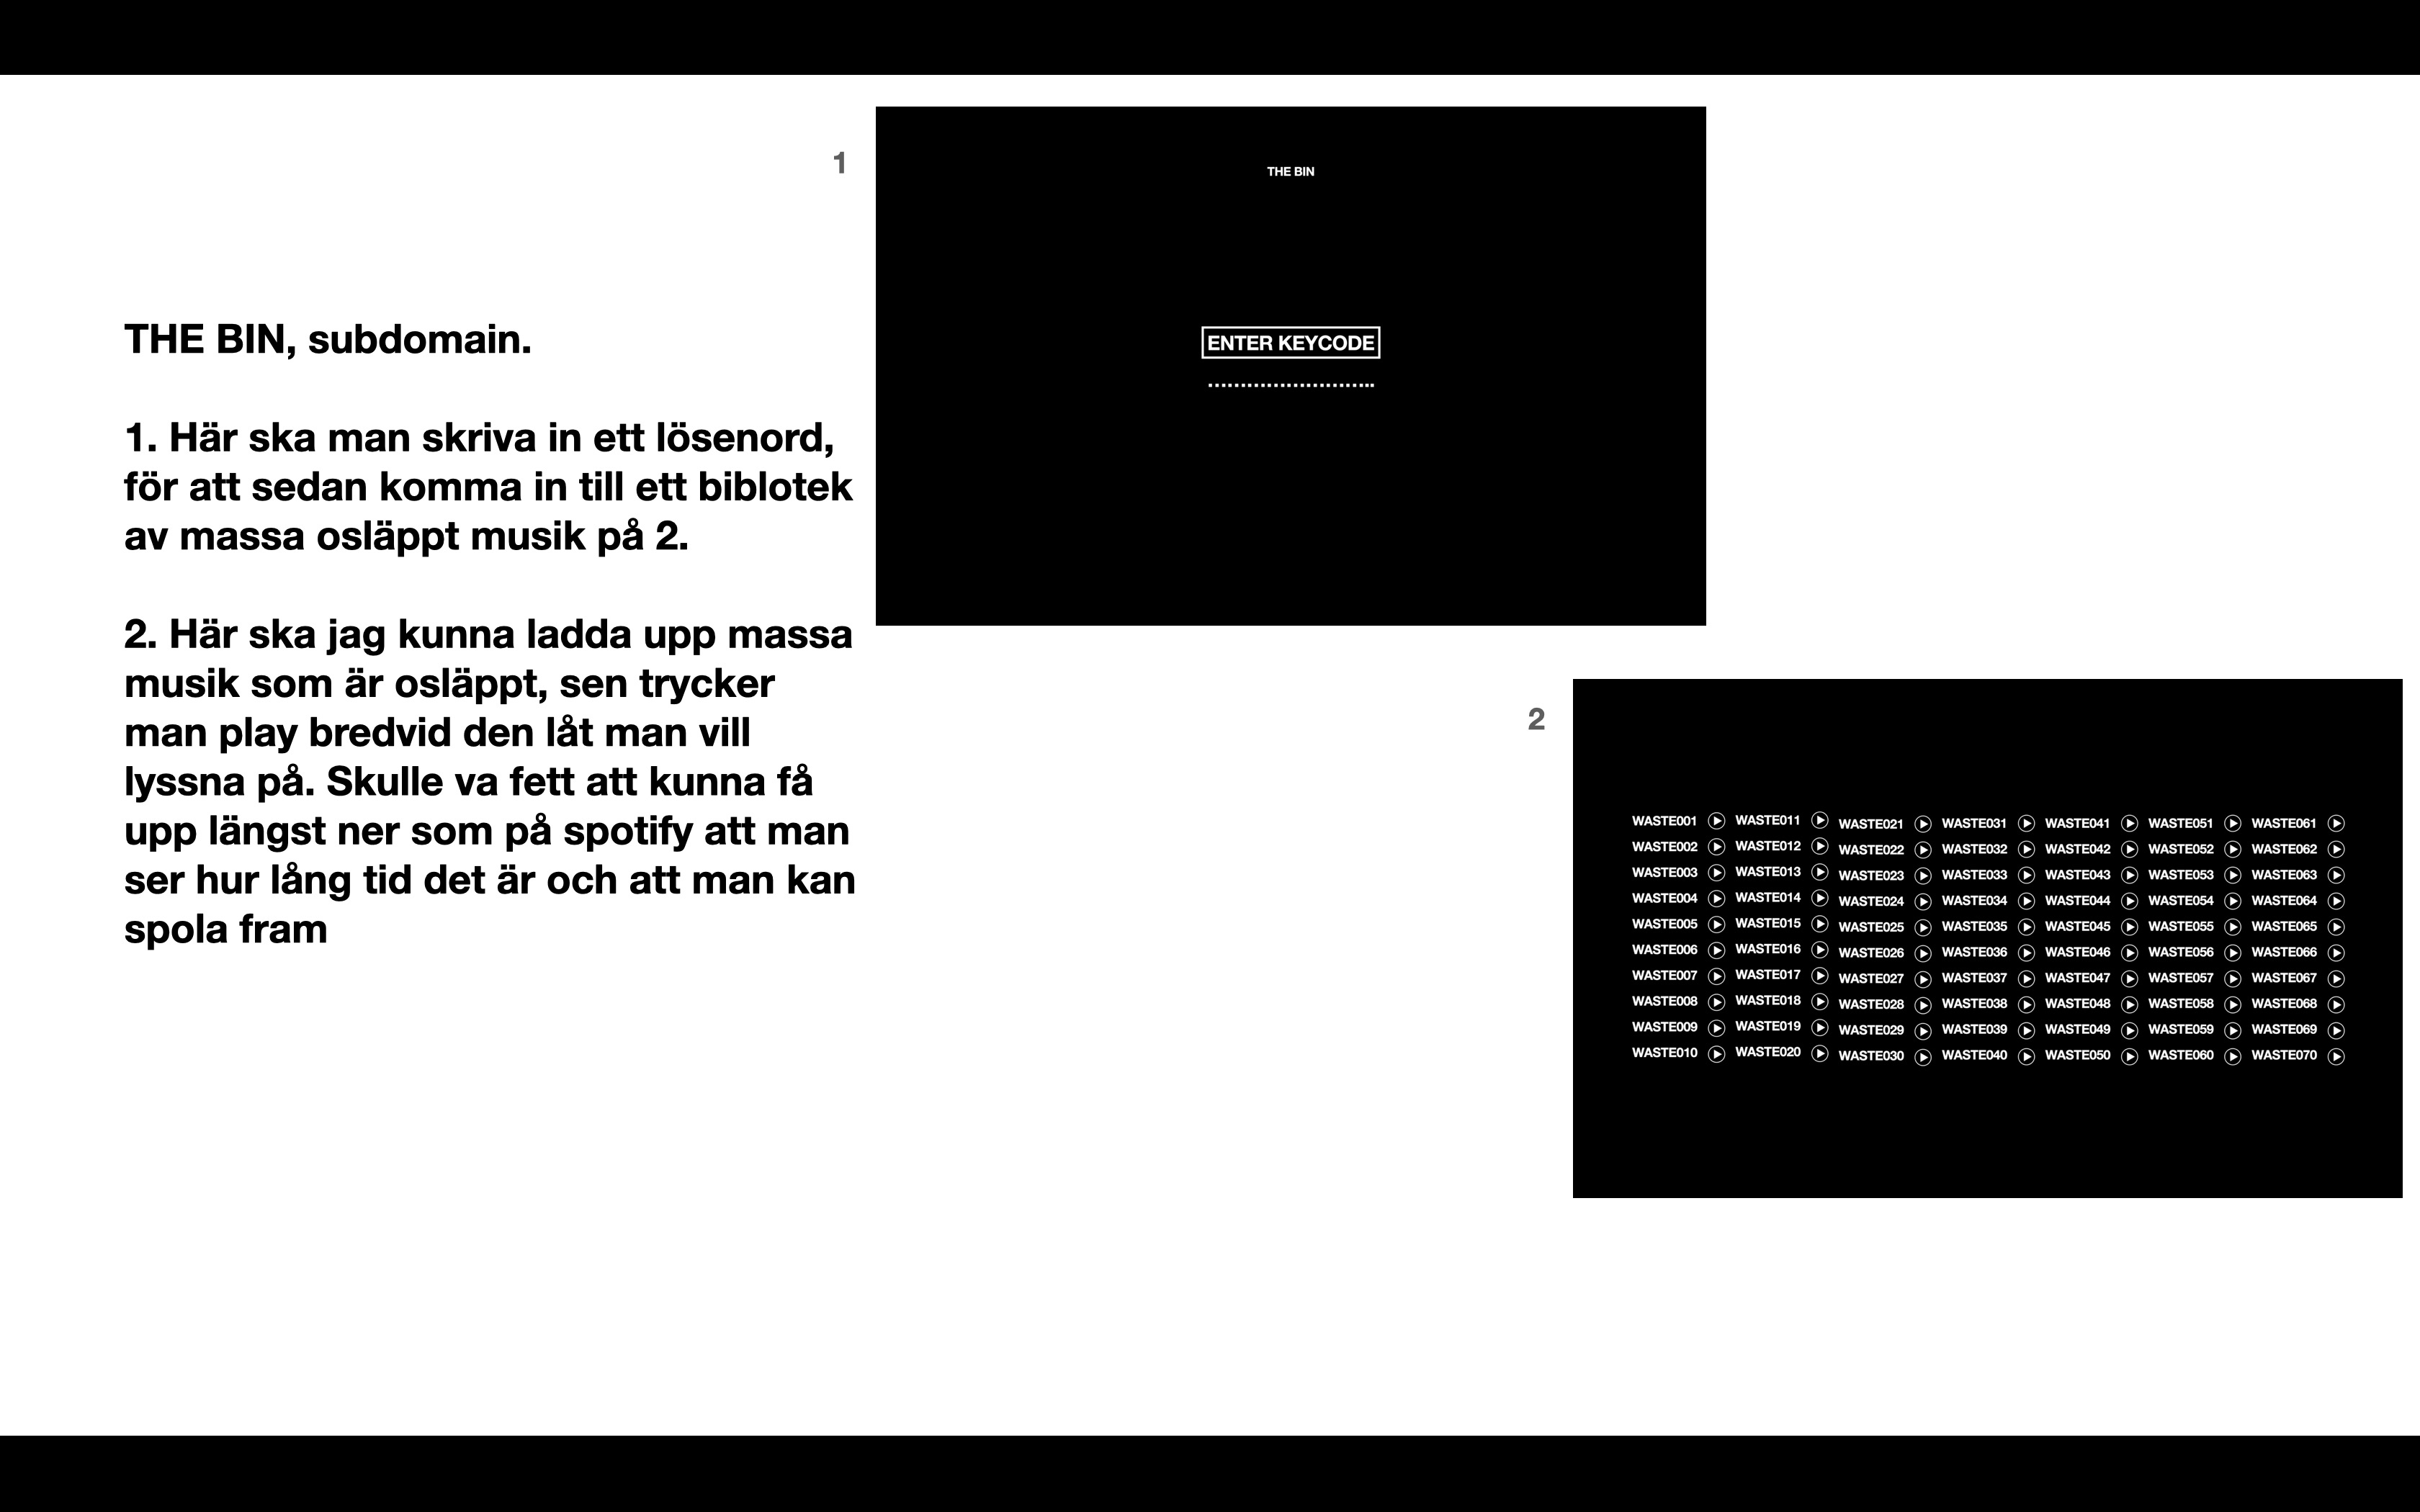 THE BIN, subdomain.
1. Här ska man skriva in ett lösenord,
för att sedan komma in till ett biblotek
av massa osläppt musik på 2.
2. Här ska jag kunna ladda upp massa
musik som är osläppt, sen trycker
man play bredvid den låt man vill
lyssna på. Skulle va fett att kunna få
upp längst ner som på spotify att man
ser hur lång tid det är och att man kan
spola fram
1
THE BIN
ENTER KEYCODE
2
WASTE001 WASTE011 WASTE021 WASTE031 WASTE041 WASTE051 WASTE061
WASTE002 WASTE012 WASTE022 WASTE032 WASTE042 WASTE052 WASTE062
WASTE003 WASTE013 WASTE023 WASTE033 WASTE043 WASTE053 WASTE063
WASTE004 WASTE014 WASTE024 WASTE034 WASTE044 WASTE054 WASTE064
WASTE005 WASTE015 WASTE025 WASTE035 WASTE045 WASTE055 WASTE065
WASTE006 WASTE016 WASTE026 WASTE036 WASTE046 WASTE056 WASTE066
WASTE007 WASTE017 WASTE027 WASTE037 WASTE047 WASTE057 WASTE067
WASTE008 WASTE018 WASTE028 WASTE038 WASTE048 WASTE058 WASTE068
WASTE009 WASTE019 WASTE029 WASTE039 WASTE049 WASTE059 WASTE069
WASTE010 WASTE020 WASTE030 WASTE040 WASTE050 WASTE060 WASTE070